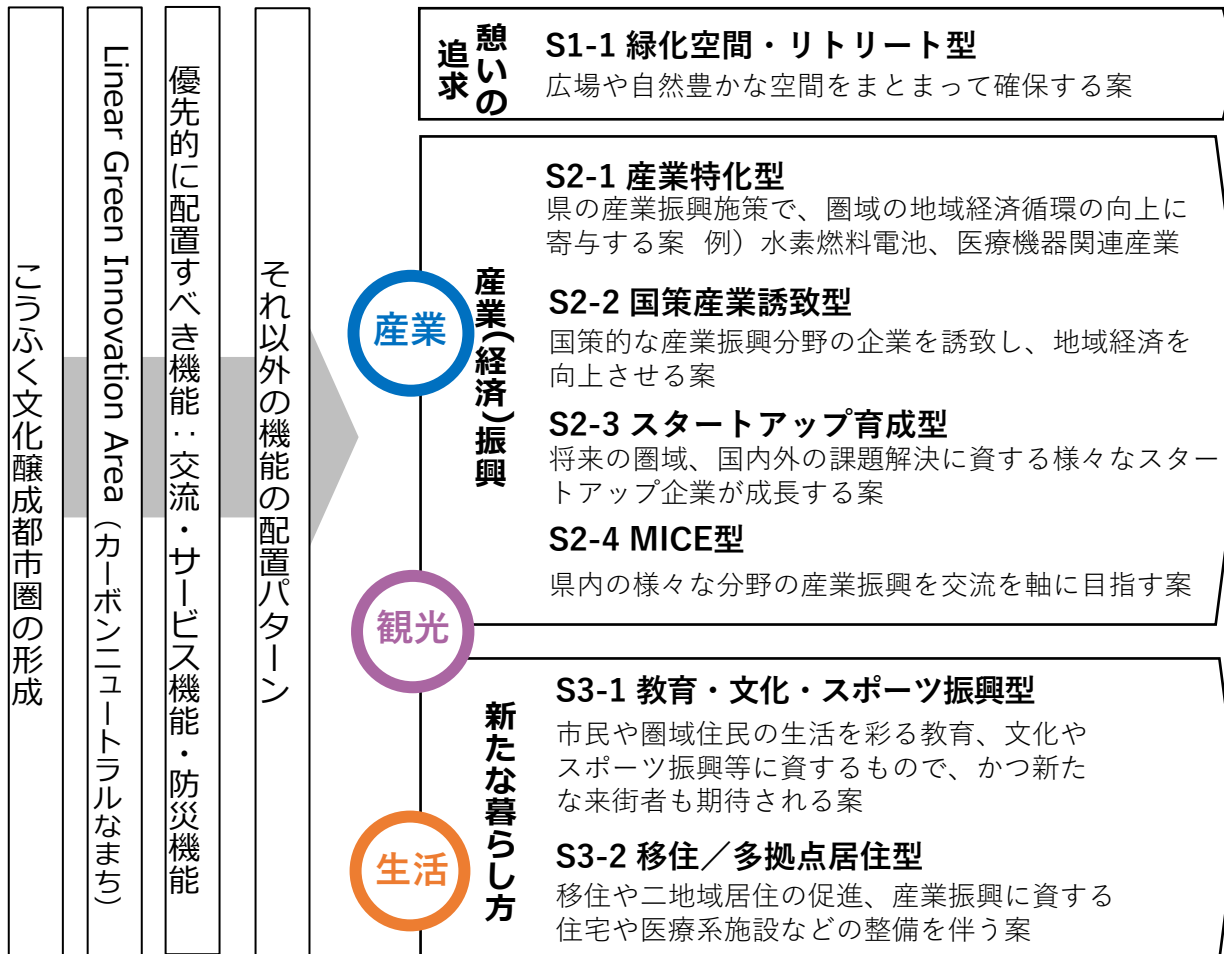 こうふく文化醸成都市圏の形成
Linear Green Innovation Area（カーボンニュートラルなまち）
優先的に配置すべき機能：交流・サービス機能・防災機能
それ以外の機能の配置パターン
憩いの
追求
S1-1 緑化空間・リトリート型
広場や自然豊かな空間をまとまって確保する案
産業
産業(経済)振興
S2-1 産業特化型
県の産業振興施策で、圏域の地域経済循環の向上に
寄与する案 例）水素燃料電池、医療機器関連産業
S2-2 国策産業誘致型
国策的な産業振興分野の企業を誘致し、地域経済を
向上させる案
S2-3 スタートアップ育成型
将来の圏域、国内外の課題解決に資する様々なスター
トアップ企業が成長する案
S2-4 MICE型
県内の様々な分野の産業振興を交流を軸に目指す案
観光
新たな暮らし方
S3-1 教育・文化・スポーツ振興型
市民や圏域住民の生活を彩る教育、文化や
スポーツ振興等に資するもので、かつ新た
な来街者も期待される案
生活
S3-2 移住／多拠点居住型
移住や二地域居住の促進、産業振興に資する
住宅や医療系施設などの整備を伴う案